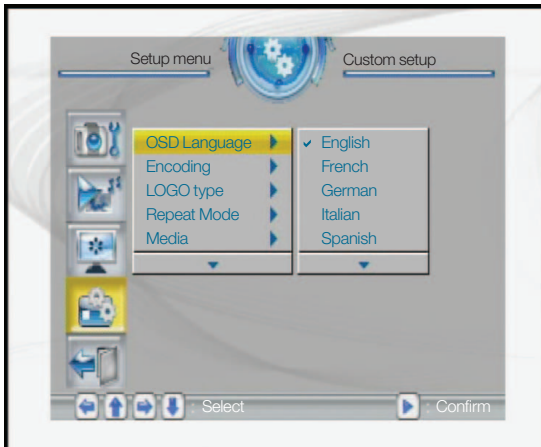 Setup menu
Custom setup
OSD Language
Encoding
LOGO type
Repeat Mode
Media
✔ English
French
German
Italian
Spanish
: Select
: Confirm